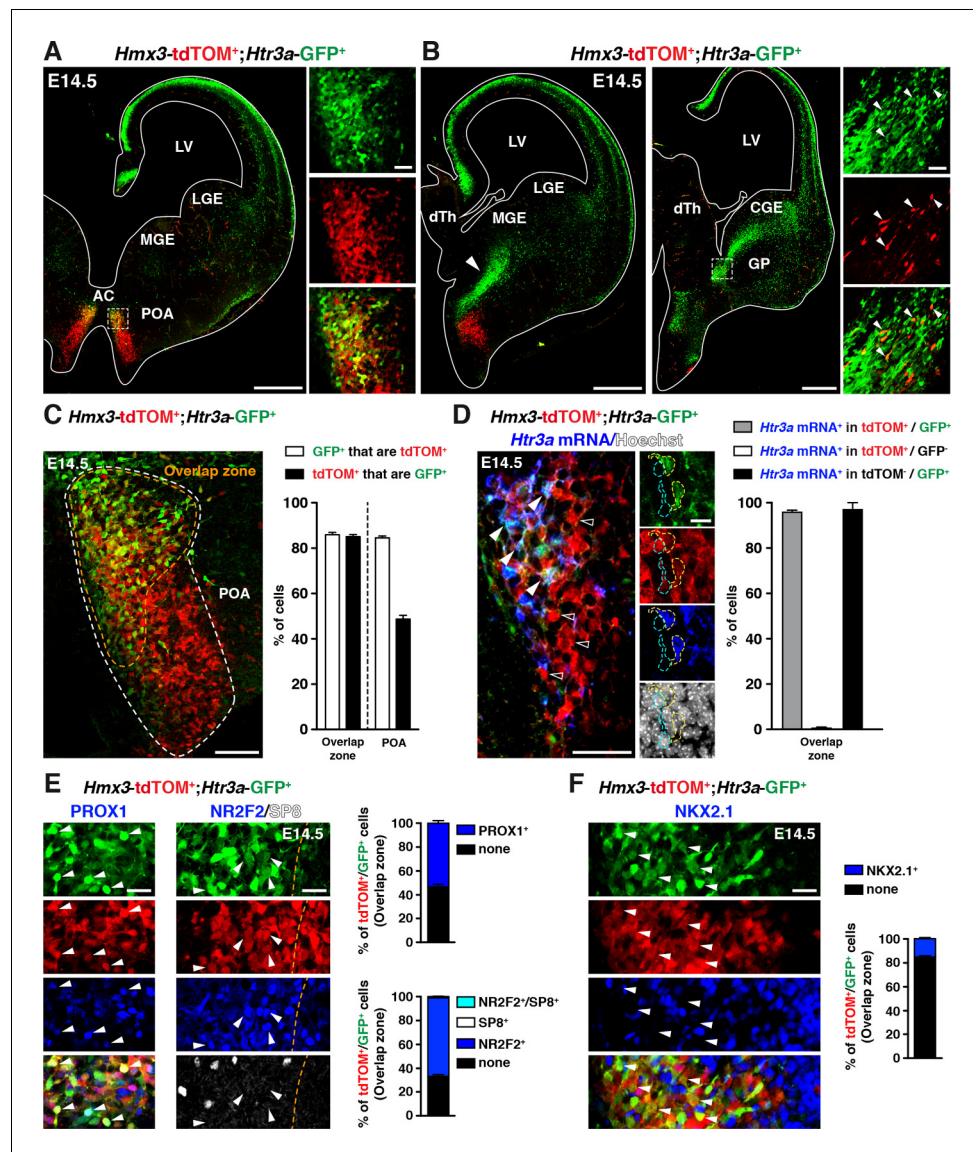 A
Hmx3-tdTOM+;Htr3a-GFP+
E14.5
LV
LGE
MGE
AC
POA
B
Hmx3-tdTOM+;Htr3a-GFP+
E14.5
LV
LGE
dTh
MGE
LV
dTh
CGE
GP
C
Hmx3-tdTOM+;Htr3a-GFP+
E14.5
Overlap zone
POA
GFP+ that are tdTOM+
tdTOM+ that are GFP+
% of cells
80
60
40
20
0
Overlap
zone
POA
D
Hmx3-tdTOM+;Htr3a-GFP+
Htr3a mRNA/Hoechst
E14.5
Htr3a mRNA+ in tdTOM+ / GFP+
Htr3a mRNA+ in tdTOM+ / GFP-
Htr3a mRNA+ in tdTOM- / GFP+
% of cells
80
60
40
20
0
Overlap
zone
E
Hmx3-tdTOM+;Htr3a-GFP+
PROX1
NR2F2/SP8
E14.5
% of tdTOM+/GFP+ cells
(Overlap zone)
100
80
60
40
20
0
PROX1+
none
% of tdTOM+/GFP+ cells
(Overlap zone)
100
80
60
40
20
0
NR2F2+/SP8+
SP8+
NR2F2+
none
F
Hmx3-tdTOM+;Htr3a-GFP+
NKX2.1
E14.5
NKX2.1+
none
% of tdTOM+/GFP+ cells
(Overlap zone)
100
80
60
40
20
0